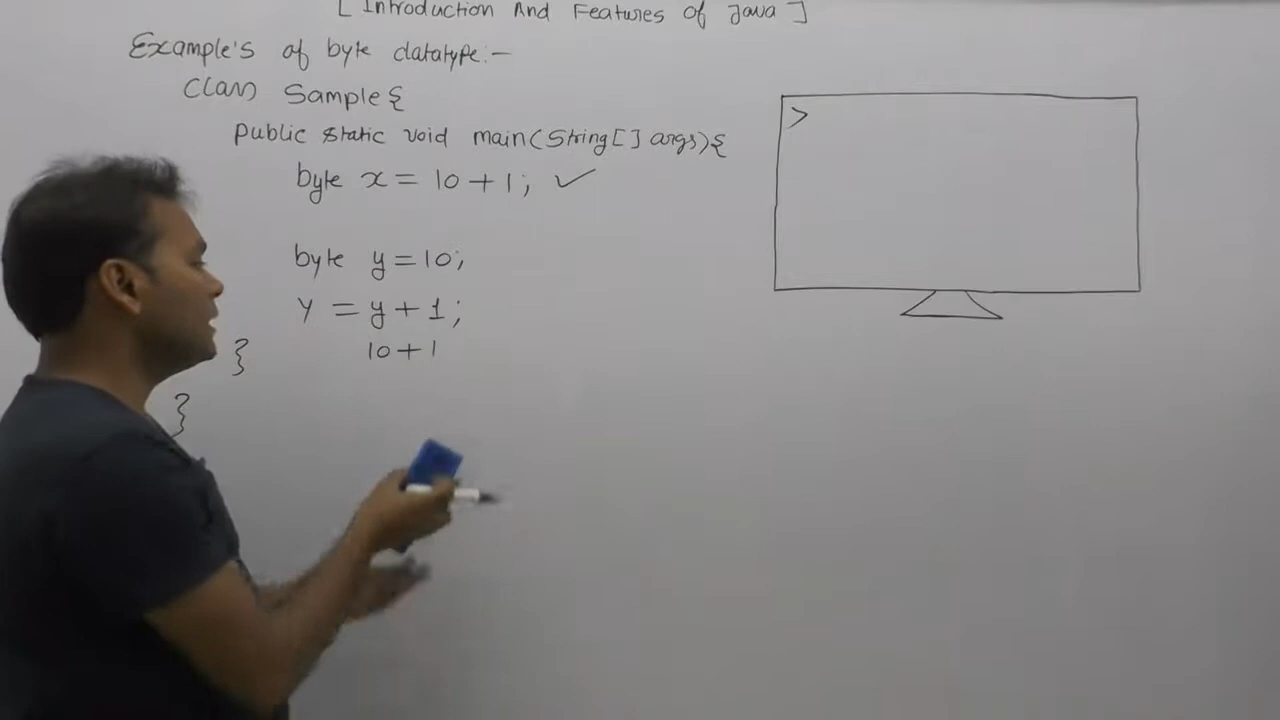 [ Introduction And Features of Java ]
Example's of byte datatype:-
Class Sample {
public static void main(String[] args){
byte x = 10 + 1; ✓
byte y = 10;
Y = y + 1;
10 + 1
}
}
>